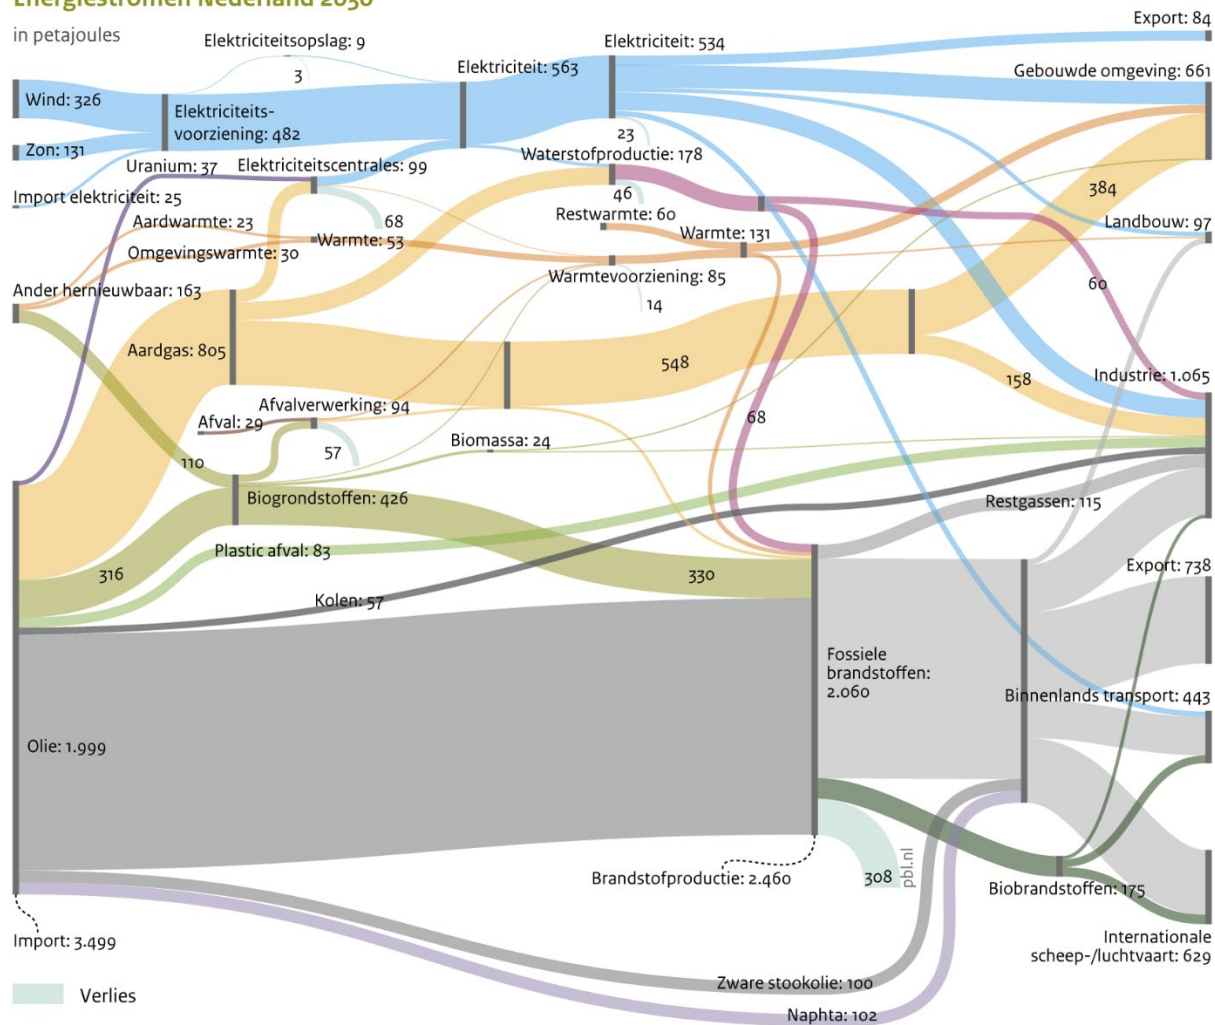 Energiestromen Nederland 2030
in petajoules
Export: 84
Elektriciteitsopslag: 9
Elektriciteit: 534
3
Elektriciteit: 563
Gebouwde omgeving: 661
Wind: 326
Elektriciteits-
voorziening: 482
23
Zon: 131
Uranium: 37
Elektriciteitscentrales: 99
Waterstofproductie: 178
Import elektriciteit: 25
46
384
Aardwarmte: 23
68
Restwarmte: 60
Landbouw: 97
Warmte: 53
Warmte: 131
Omgevingswarmte: 30
Warmtevoorziening: 85
Ander hernieuwbaar: 163
60
14
Aardgas: 805
548
158
Industrie: 1.065
Afvalverwerking: 94
Afval: 29
68
Biomassa: 24
57
110
Biogrondstoffen: 426
Restgassen: 115
Plastic afval: 83
316
330
Export: 738
Kolen: 57
Fossiele
brandstoffen:
2.060
Binnenlands transport: 443
Olie: 1.999
Brandstofproductie: 2.460
308
pbl.nl
Biobrandstoffen: 175
Import: 3.499
Internationale
scheep-/luchtvaart: 629
Zware stookolie: 100
Verlies
Naphta: 102